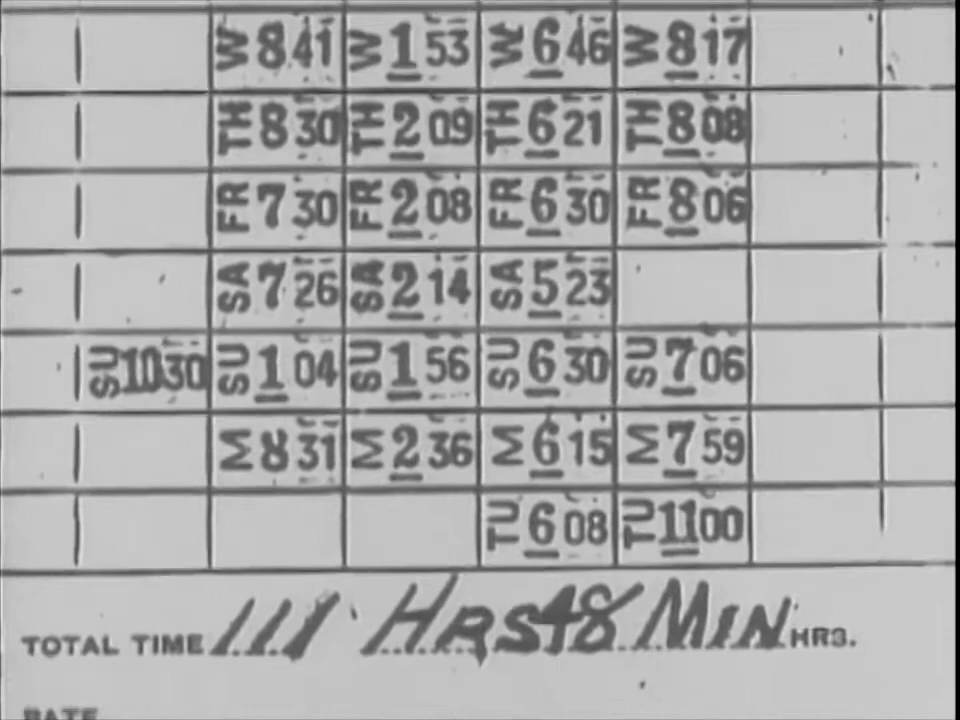 W 8 41 W 1 53 W 6 46 W 8 17
TH 8 30 TH 2 09 TH 6 21 TH 8 08
FR 7 30 FR 2 08 FR 6 30 FR 8 06
SA 7 26 SA 2 14 SA 5 23
SU 10 30 SU 1 04 SU 1 56 SU 6 30 SU 7 06
M 8 31 M 2 36 M 6 15 M 7 59
TU 6 08 TU 11 00
TOTAL TIME 111 HRS 48 MIN HRS.
RATE